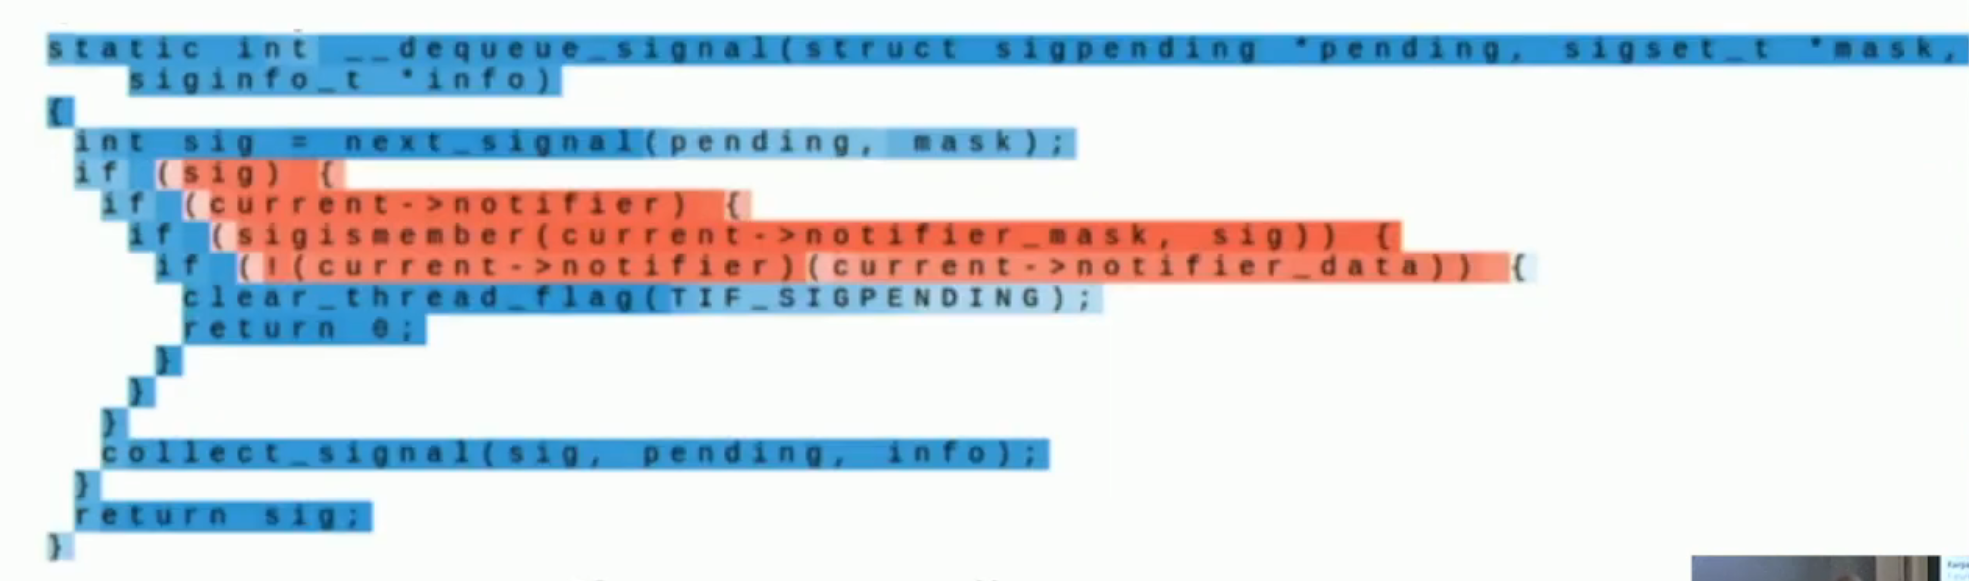 static int __dequeue_signal(struct sigpending *pending, sigset_t *mask,
siginfo_t *info)
{
int sig = next_signal(pending, mask);
if (sig) {
if (current->notifier) {
if (sigismember(current->notifier_mask, sig)) {
if (!(current->notifier)(current->notifier_data)) {
clear_thread_flag(TIF_SIGPENDING);
return 0;
}
}
}
collect_signal(sig, pending, info);
}
return sig;
}